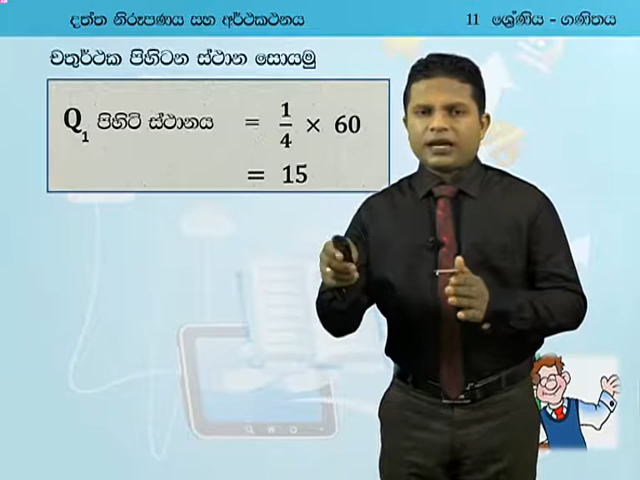 දත්ත නිරූපණය සහ අර්ථකථනය
11 ශ්‍රේණිය - ගණිතය
චතුර්ථක පිහිටන ස්ථාන සොයමු
Q₁ පිහිටි ස්ථානය = 1/4 × 60
= 15